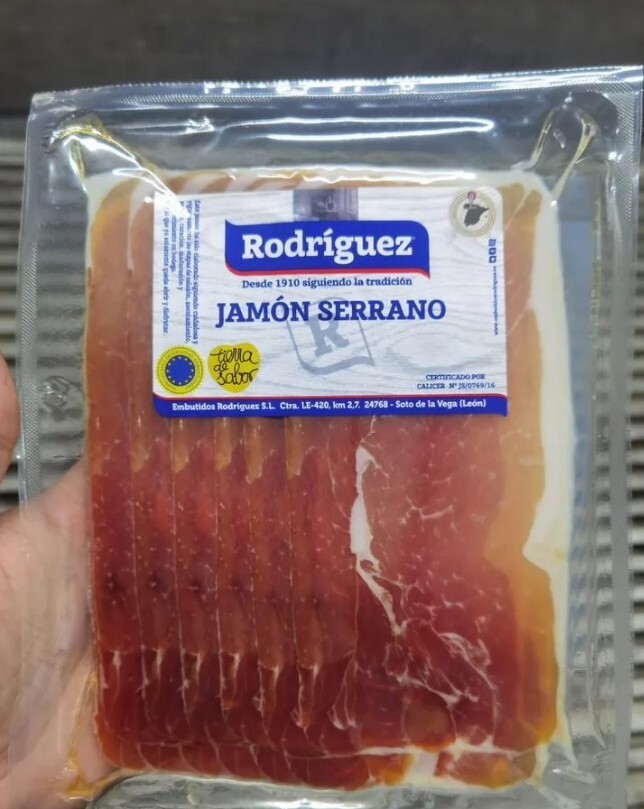 Rodríguez
Desde 1910 siguiendo la tradición
JAMÓN SERRANO
R
tierra
de
sabor
CERTIFICADO POR
CALICER Nº JS/0769/16
Embutidos Rodríguez S.L. Ctra. LE-420, km 2,7. 24768 - Soto de la Vega (León)